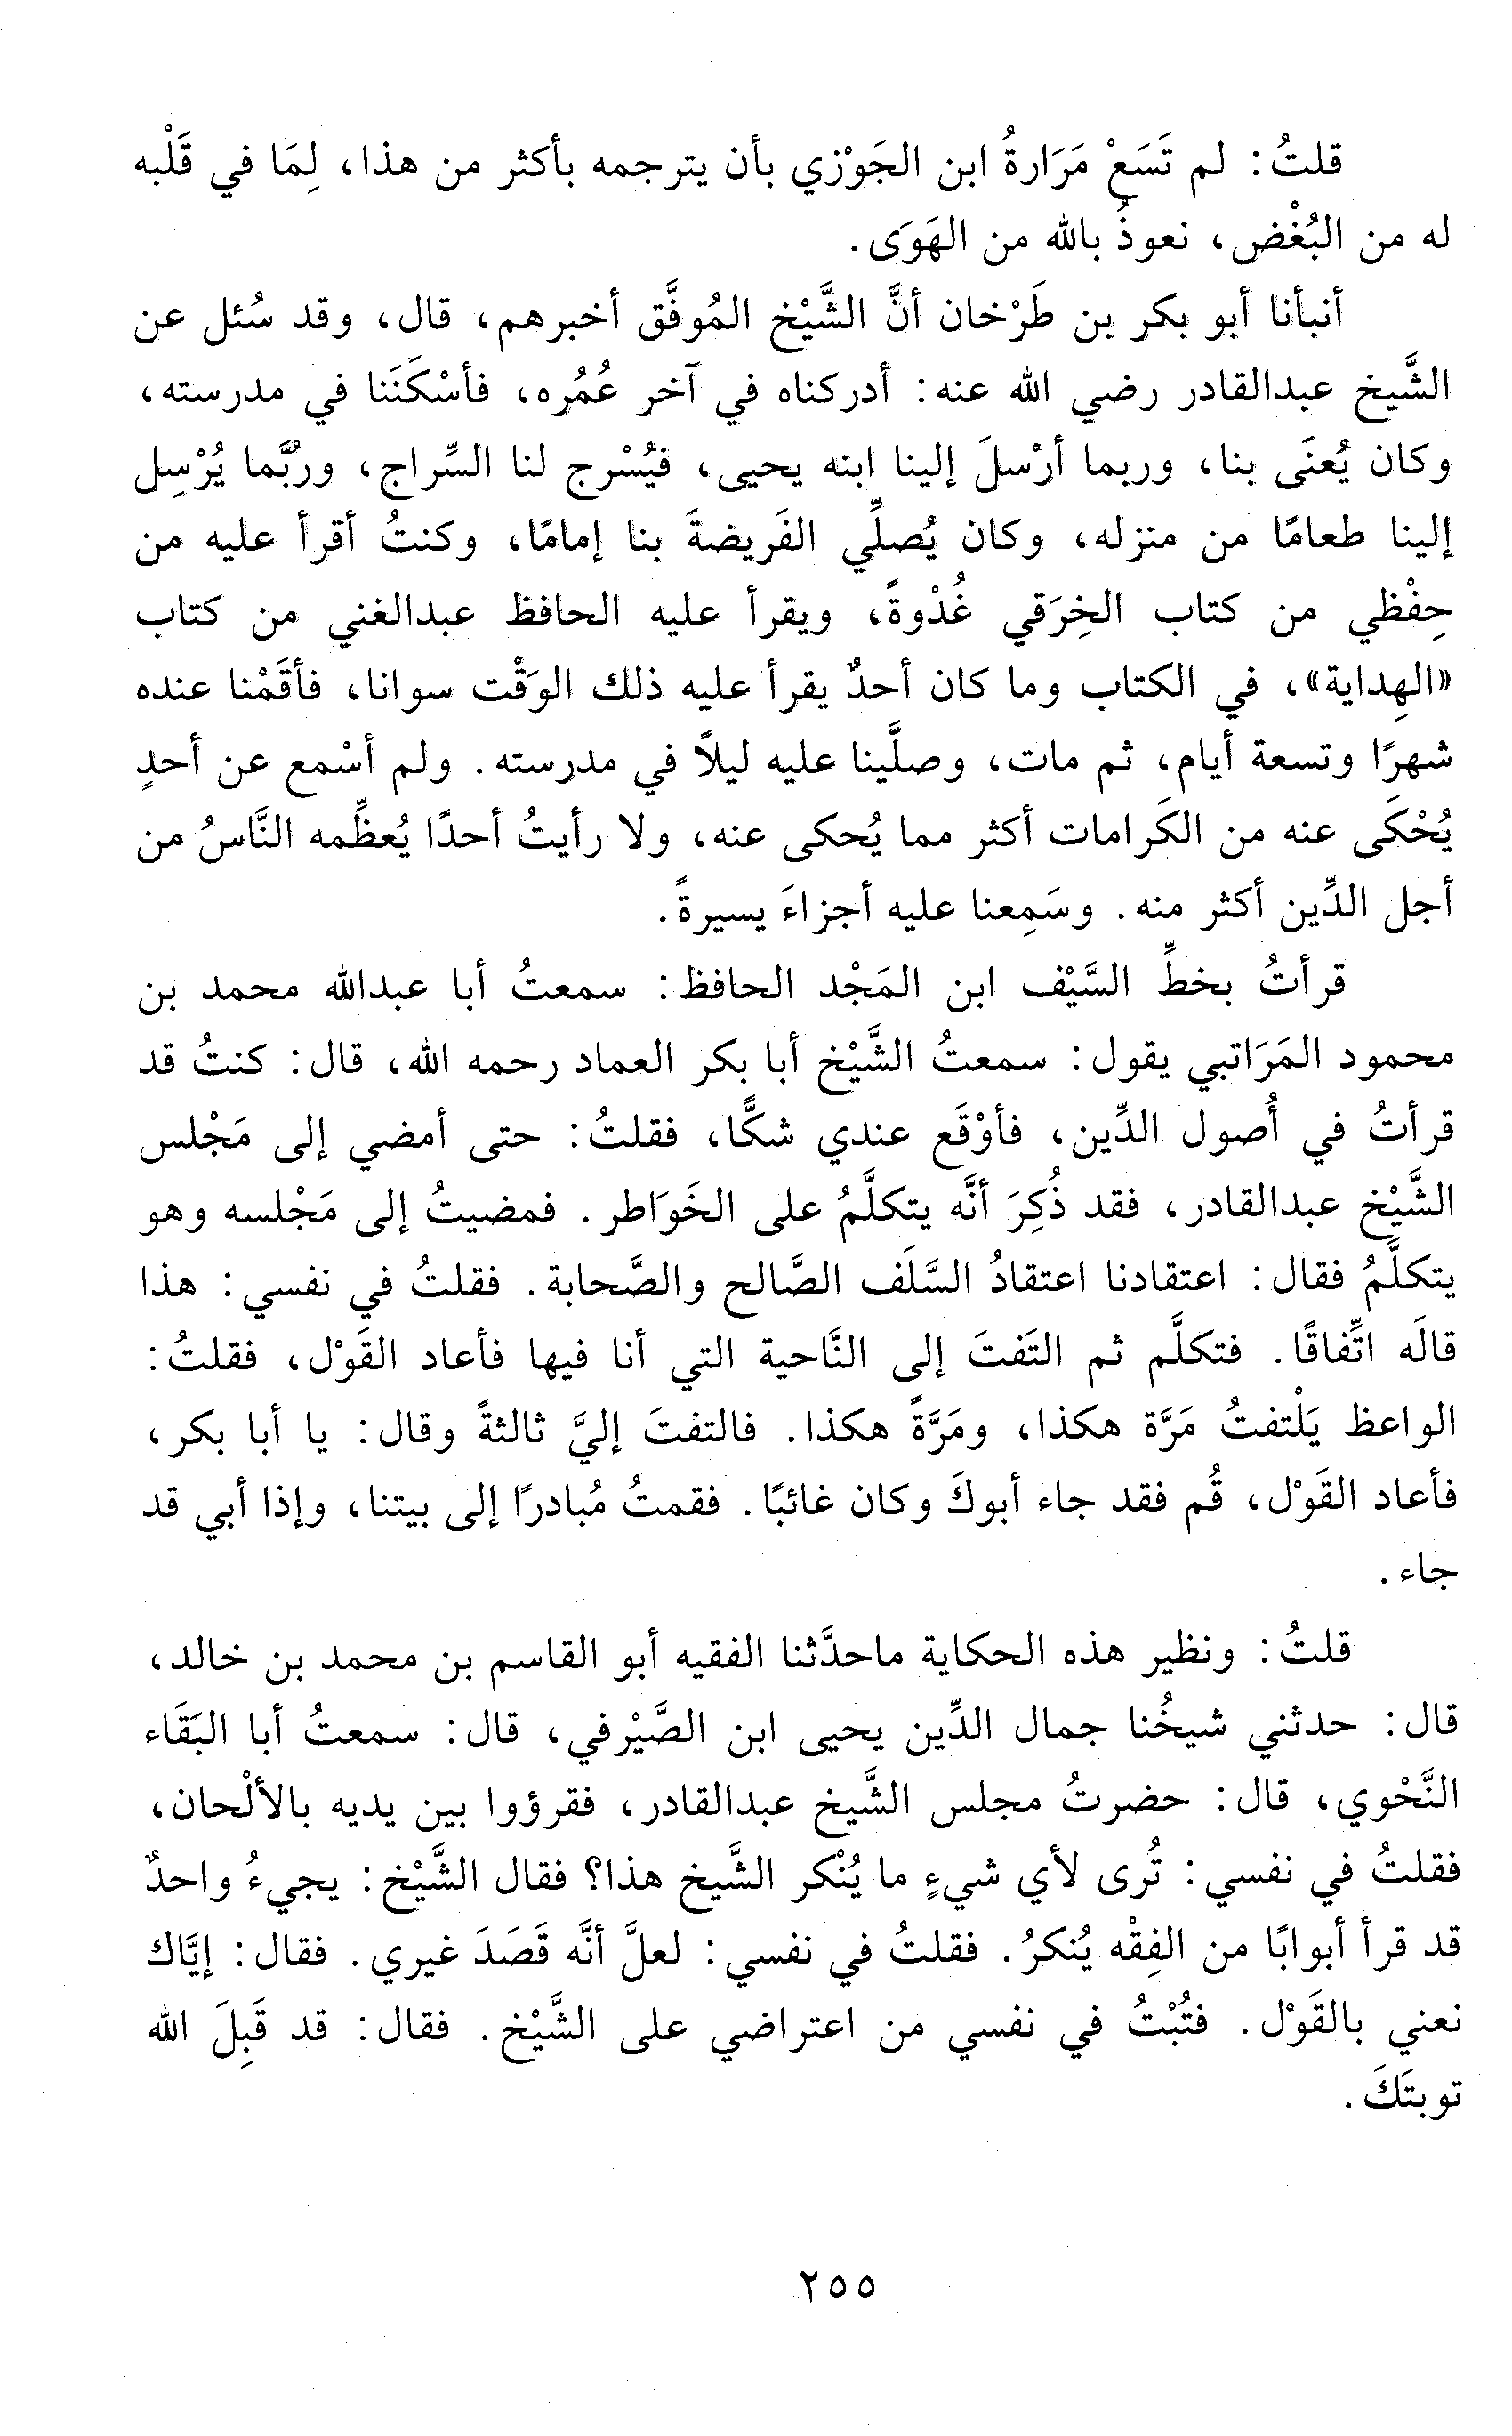 قلتُ: لم تَسَعْ مَرَارةُ ابن الجَوْزي بأن يترجمه بأكثر من هذا، لِمَا في قَلْبه
له من البُغْض، نعوذُ بالله من الهَوَى.
أنبأنا أبو بكر بن طَرْخان أنَّ الشَّيْخ المُوفَّق أخبرهم، قال، وقد سُئل عن
الشَّيخ عبدالقادر رضي الله عنه: أدركناه في آخر عُمُره، فأسْكَنَنا في مدرسته،
وكان يُعنَى بنا، وربما أرْسلَ إلينا ابنه يحيى، فيُسْرج لنا السِّراج، ورُبَّما يُرْسِل
إلينا طعامًا من منزله، وكان يُصلِّي الفَريضةَ بنا إمامًا، وكنتُ أقرأ عليه من
حِفْظي من كتاب الخِرَقي غُدْوةً، ويقرأ عليه الحافظ عبدالغني من كتاب
«الهِداية»، في الكتاب وما كان أحدٌ يقرأ عليه ذلك الوَقْت سوانا، فأقَمْنا عنده
شهرًا وتسعة أيام، ثم مات، وصلَّينا عليه ليلاً في مدرسته. ولم أسْمع عن أحدٍ
يُحْكَى عنه من الكَرامات أكثر مما يُحكى عنه، ولا رأيتُ أحدًا يُعظِّمه النَّاسُ من
أجل الدِّين أكثر منه. وسَمِعنا عليه أجزاءَ يسيرةً.
قرأتُ بخطِّ السَّيْف ابن المَجْد الحافظ: سمعتُ أبا عبدالله محمد بن
محمود المَرَاتبي يقول: سمعتُ الشَّيْخ أبا بكر العماد رحمه الله، قال: كنتُ قد
قرأتُ في أُصول الدِّين، فأوْقَع عندي شكًّا، فقلتُ: حتى أمضي إلى مَجْلس
الشَّيْخ عبدالقادر، فقد ذُكِرَ أنَّه يتكلَّمُ على الخَوَاطر. فمضيتُ إلى مَجْلسه وهو
يتكلَّمُ فقال: اعتقادنا اعتقادُ السَّلَف الصَّالح والصَّحابة. فقلتُ في نفسي: هذا
قالَه اتِّفاقًا. فتكلَّم ثم التَفتَ إلى النَّاحية التي أنا فيها فأعاد القَوْل، فقلتُ:
الواعظ يَلْتفتُ مَرَّة هكذا، ومَرَّةً هكذا. فالتفتَ إليَّ ثالثةً وقال: يا أبا بكر،
فأعاد القَوْل، قُم فقد جاء أبوكَ وكان غائبًا. فقمتُ مُبادرًا إلى بيتنا، وإذا أبي قد
جاء.
قلتُ: ونظير هذه الحكاية ماحدَّثنا الفقيه أبو القاسم بن محمد بن خالد،
قال: حدثني شيخُنا جمال الدِّين يحيى ابن الصَّيْرفي، قال: سمعتُ أبا البَقَاء
النَّحْوي، قال: حضرتُ مجلس الشَّيخ عبدالقادر، فقرؤوا بين يديه بالألْحان،
فقلتُ في نفسي: تُرى لأي شيءٍ ما يُنْكر الشَّيخ هذا؟ فقال الشَّيْخ: يجيءُ واحدٌ
قد قرأ أبوابًا من الفِقْه يُنكرُ. فقلتُ في نفسي: لعلَّ أنَّه قَصَدَ غيري. فقال: إيَّاك
نعني بالقَوْل. فتُبْتُ في نفسي من اعتراضي على الشَّيْخ. فقال: قد قَبِلَ الله
توبتَكَ.
٢٥٥